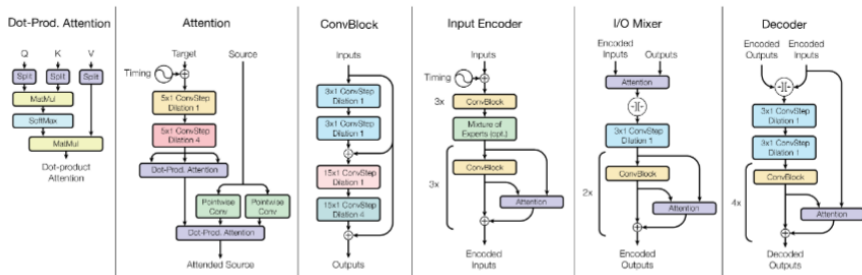 Dot-Prod. Attention
Q K V
Split Split Split
MatMul
SoftMax
MatMul
Dot-product
Attention
Attention
Target Source
Timing
5x1 ConvStep
Dilation 1
5x1 ConvStep
Dilation 4
Dot-Prod. Attention
Pointwise
Conv
Pointwise
Conv
Dot-Prod. Attention
Attended Source
ConvBlock
Inputs
3x1 ConvStep
Dilation 1
3x1 ConvStep
Dilation 1
15x1 ConvStep
Dilation 1
15x1 ConvStep
Dilation 4
Outputs
Input Encoder
Inputs
Timing
3x
ConvBlock
Mixture of
Experts (opt.)
3x
ConvBlock
Attention
Encoded
Inputs
I/O Mixer
Encoded
Inputs
Outputs
Attention
3x1 ConvStep
Dilation 1
2x
ConvBlock
Attention
Encoded
Outputs
Decoder
Encoded
Outputs
Encoded
Inputs
3x1 ConvStep
Dilation 1
3x1 ConvStep
Dilation 1
4x
ConvBlock
Attention
Decoded
Outputs